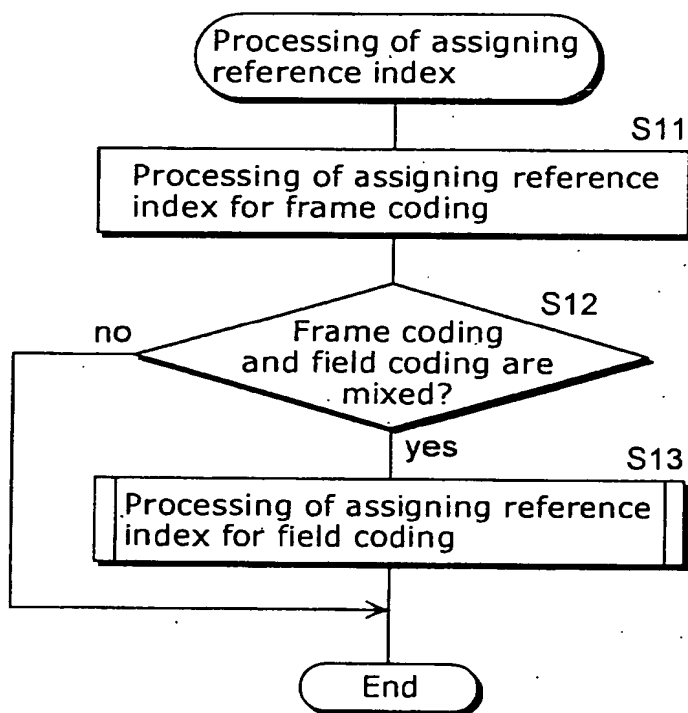 Processing of assigning
reference index
S11
Processing of assigning reference
index for frame coding
S12
no
Frame coding
and field coding are
mixed?
yes
S13
Processing of assigning reference
index for field coding
End